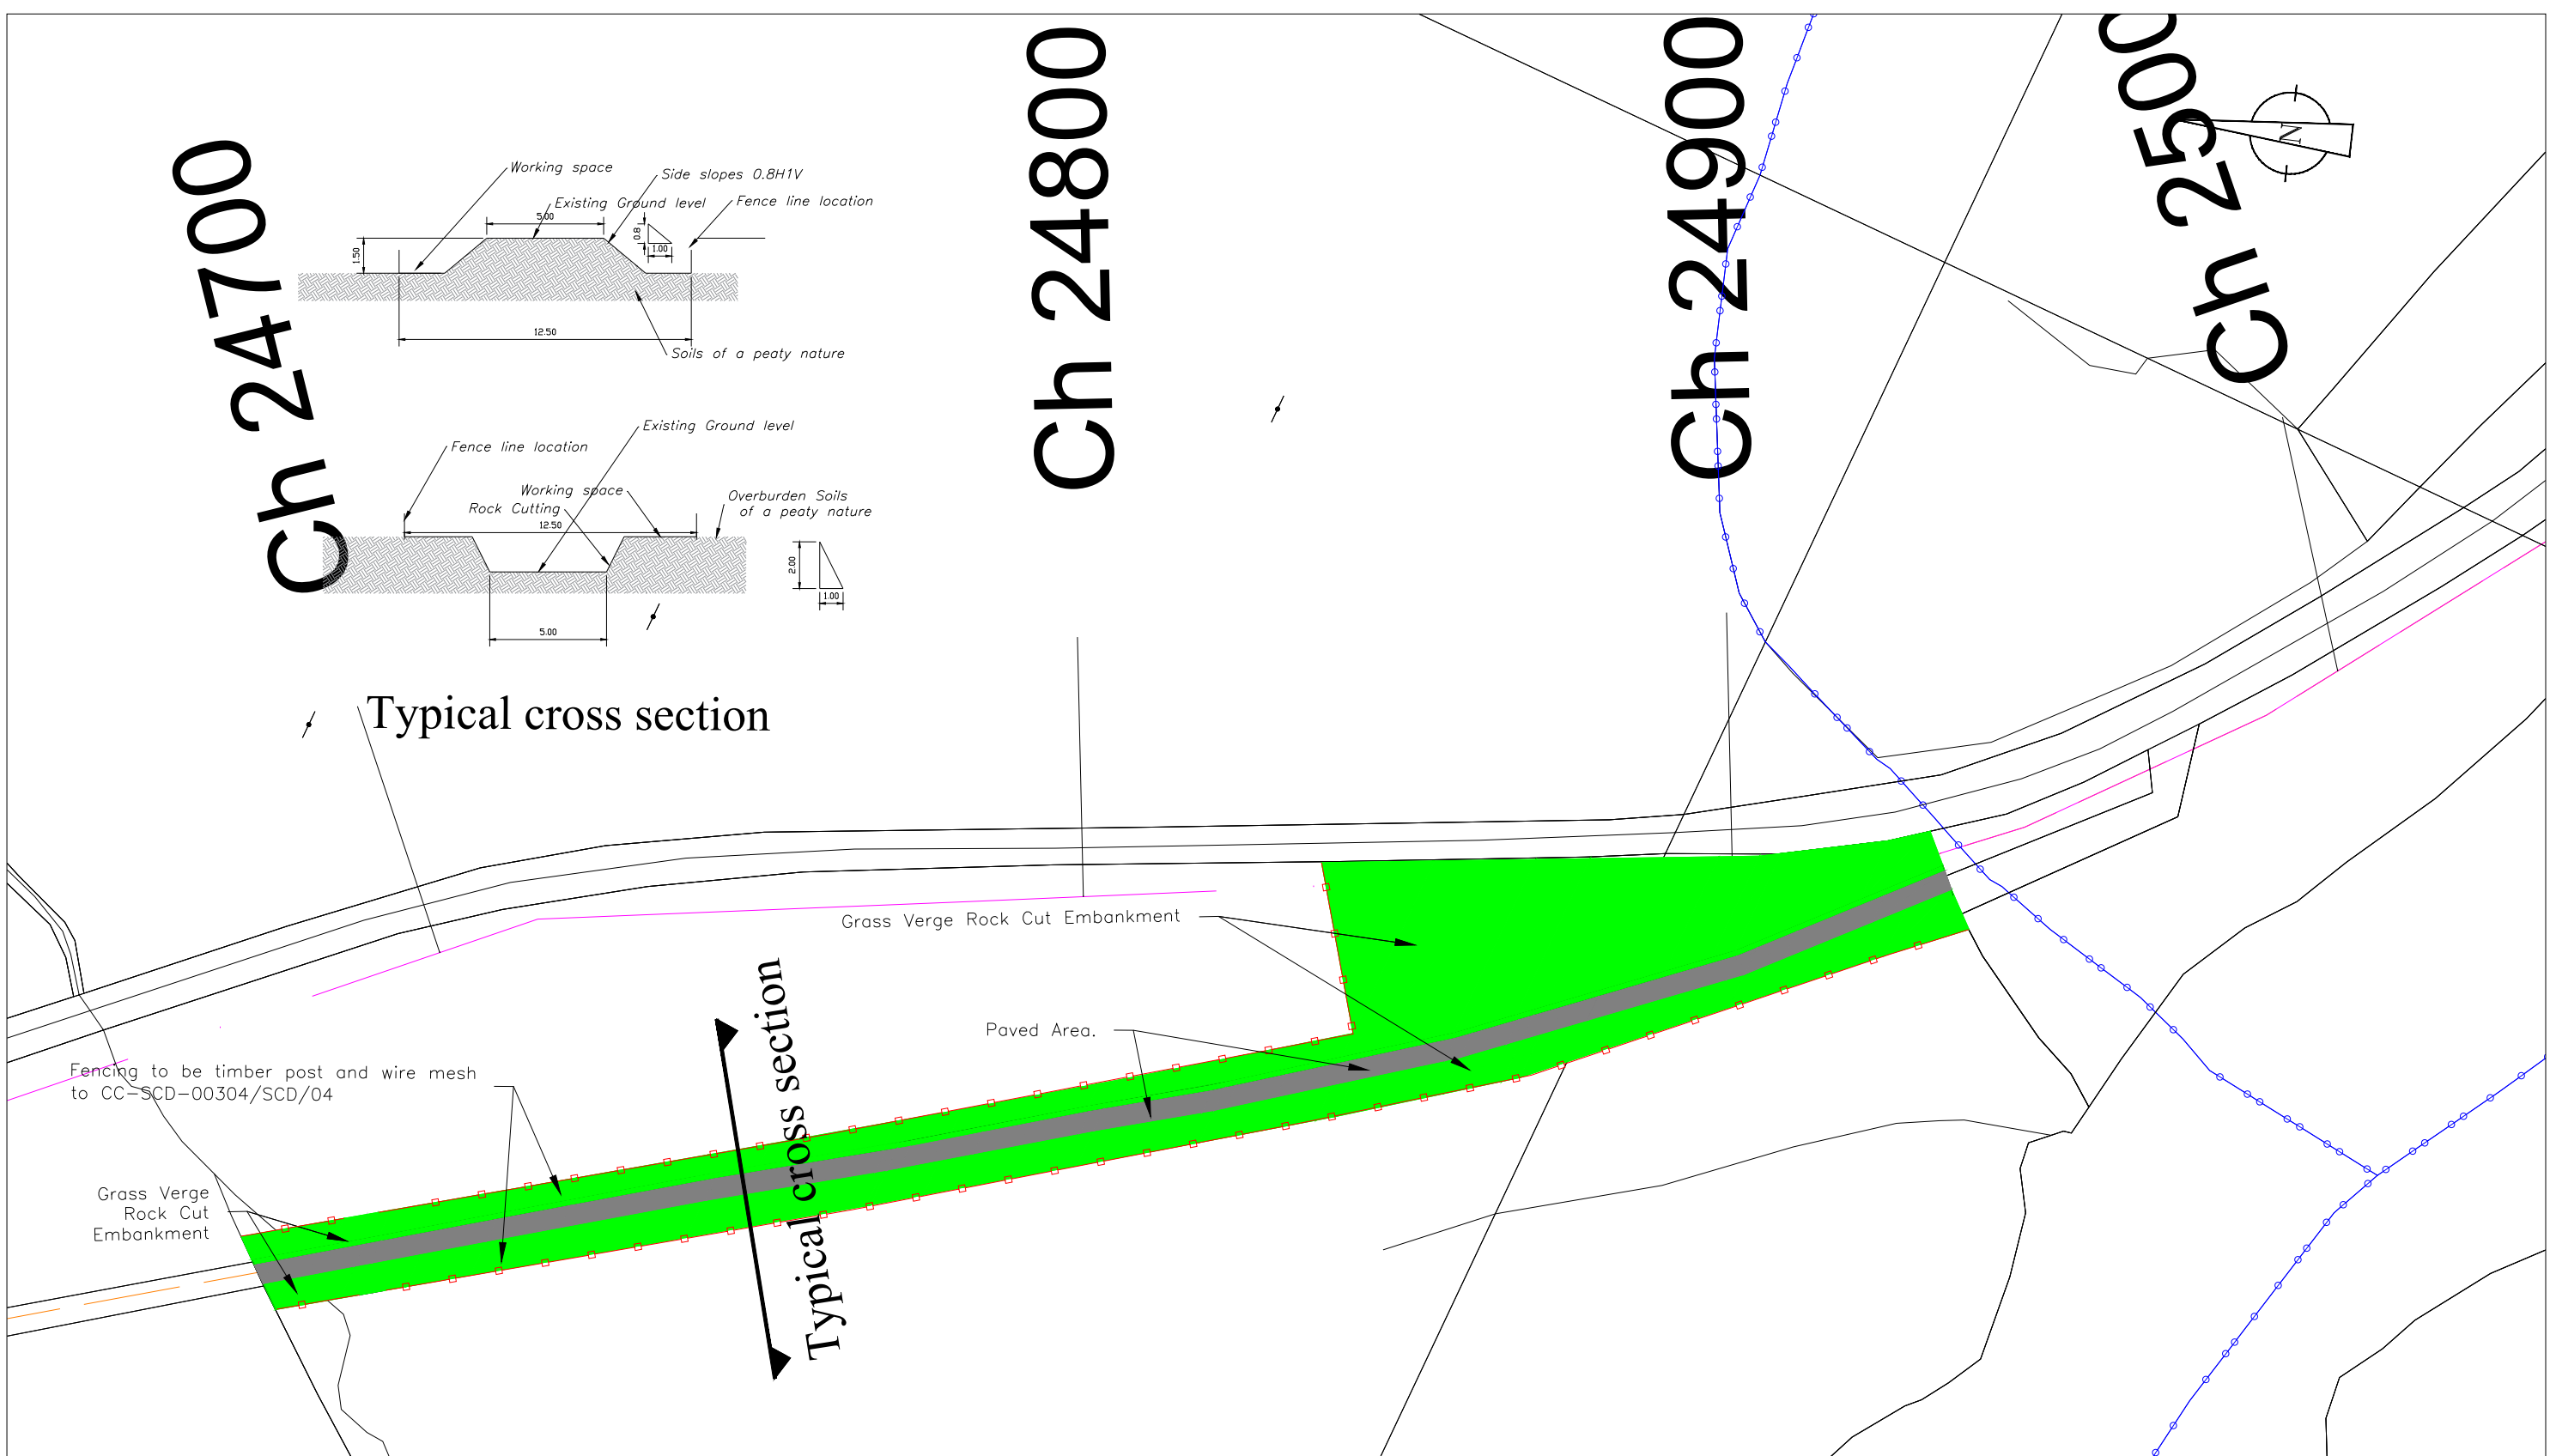 Ch 24700
Ch 24800
Ch 24900
Ch 2500
N
Working space
Side slopes 0.8H1V
Existing Ground level
Fence line location
5.00
0.8
1.00
1.50
12.50
Soils of a peaty nature
Existing Ground level
Fence line location
Working space
Rock Cutting
Overburden Soils
of a peaty nature
12.50
2.00
1.00
5.00
Typical cross section
Grass Verge Rock Cut Embankment
Typical cross section
Paved Area.
Fencing to be timber post and wire mesh
to CC-SCD-00304/SCD/04
Grass Verge
Rock Cut
Embankment